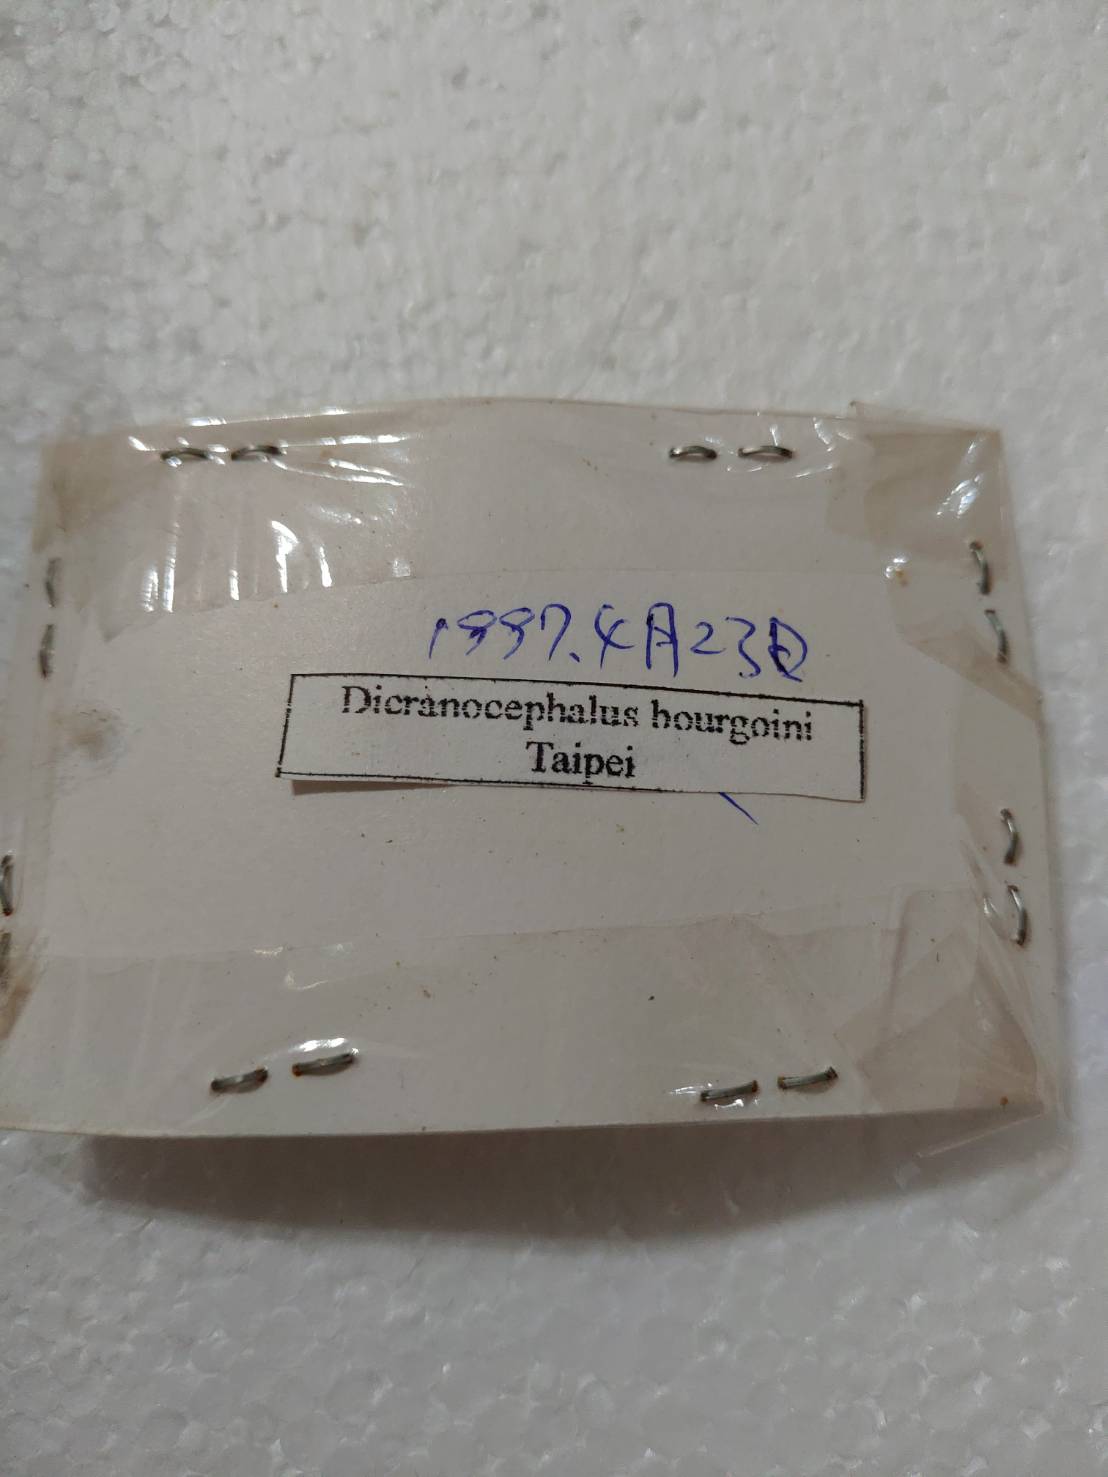 1997.4月23日
Dicranocephalus bourgoini
Taipei